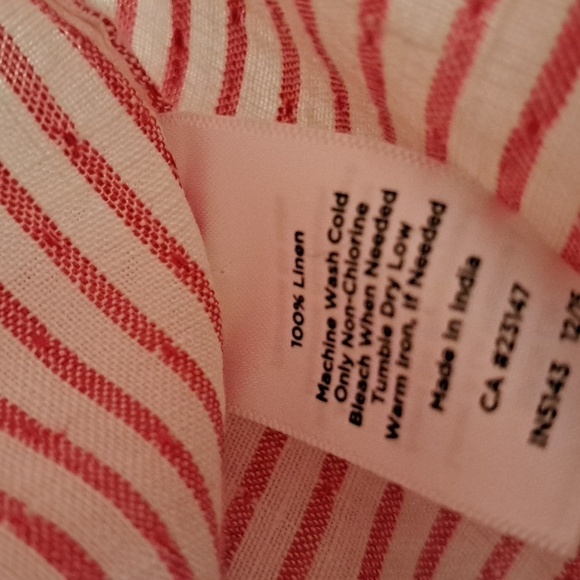 100% Linen
Machine Wash Cold
Only Non-Chlorine
Bleach When Needed
Tumble Dry Low
Warm Iron, If Needed
Made in India
CA #23147
INS143